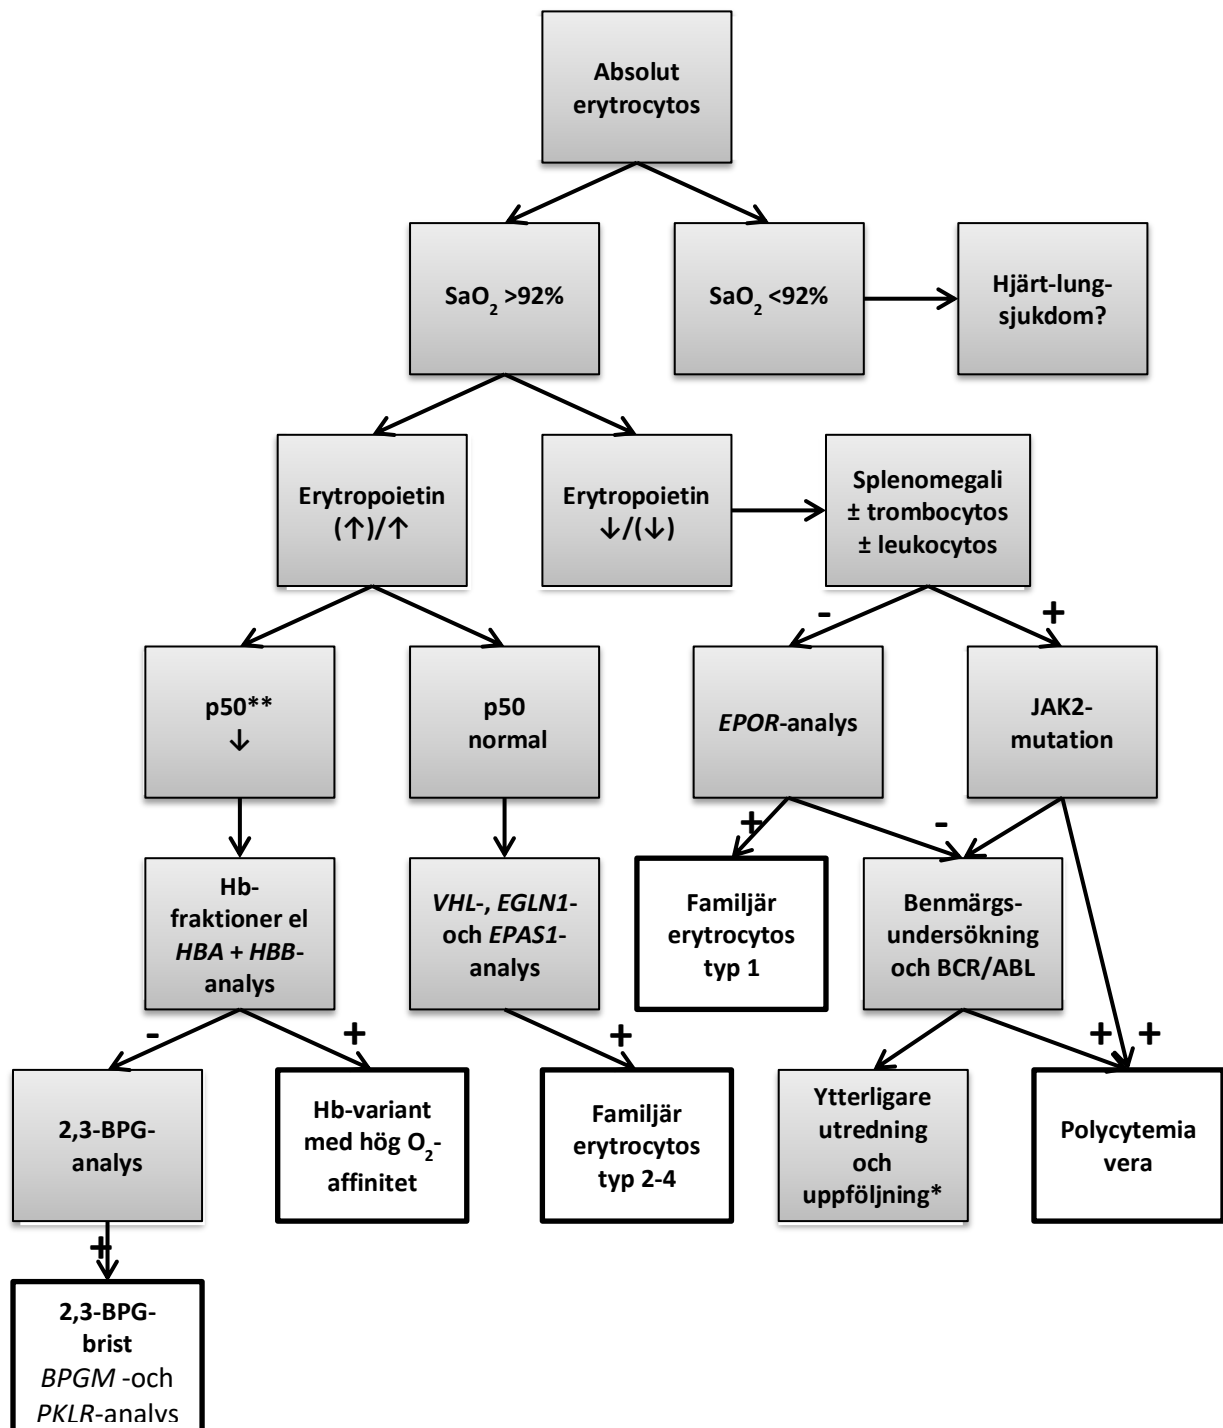 Absolut
erytrocytos
SaO2 >92%
SaO2 <92%
Hjärt-lung-
sjukdom?
Erytropoietin
(↑)/↑
Erytropoietin
↓/(↓)
Splenomegali
± trombocytos
± leukocytos
-
+
p50**
↓
p50
normal
EPOR-analys
JAK2-
mutation
+
-
Hb-
fraktioner el
HBA + HBB-
analys
VHL-, EGLN1-
och EPAS1-
analys
Familjär
erytrocytos
typ 1
Benmärgs-
undersökning
och BCR/ABL
-
+
+
+
+
2,3-BPG-
analys
Hb-variant
med hög O2-
affinitet
Familjär
erytrocytos
typ 2-4
Ytterligare
utredning
och
uppföljning*
Polycytemia
vera
+
2,3-BPG-
brist
BPGM -och
PKLR-analys